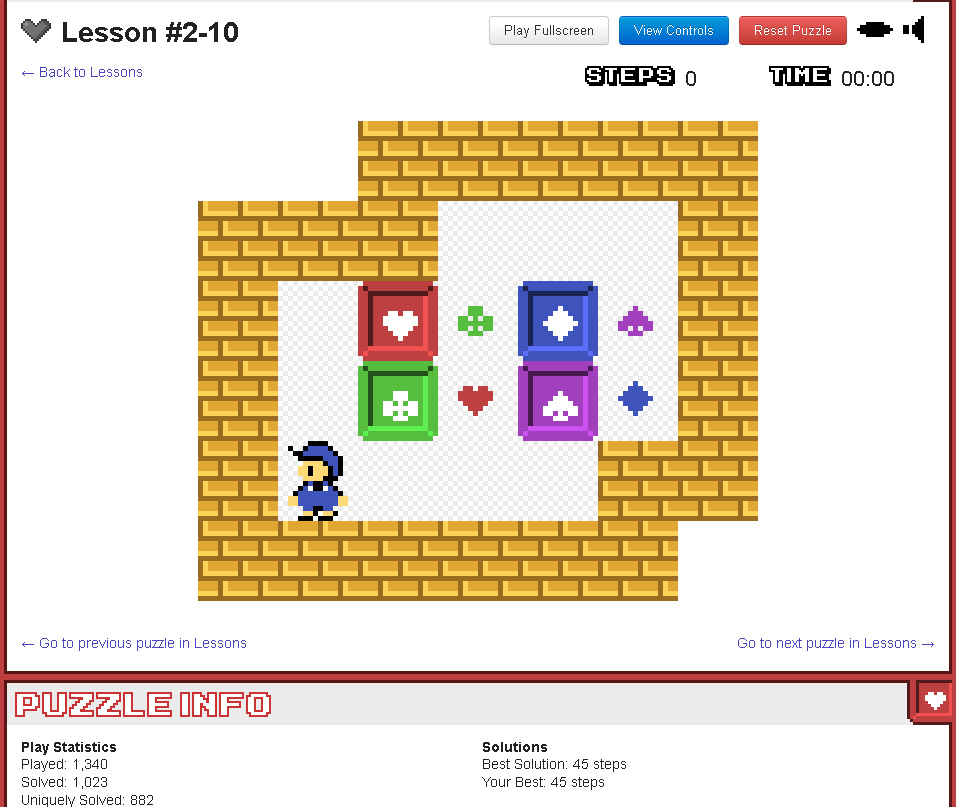 Lesson #2-10
Play Fullscreen
View Controls
Reset Puzzle
← Back to Lessons
STEPS 0
TIME 00:00
← Go to previous puzzle in Lessons
Go to next puzzle in Lessons →
PUZZLE INFO
Play Statistics
Played: 1,340
Solved: 1,023
Uniquely Solved: 882
Solutions
Best Solution: 45 steps
Your Best: 45 steps